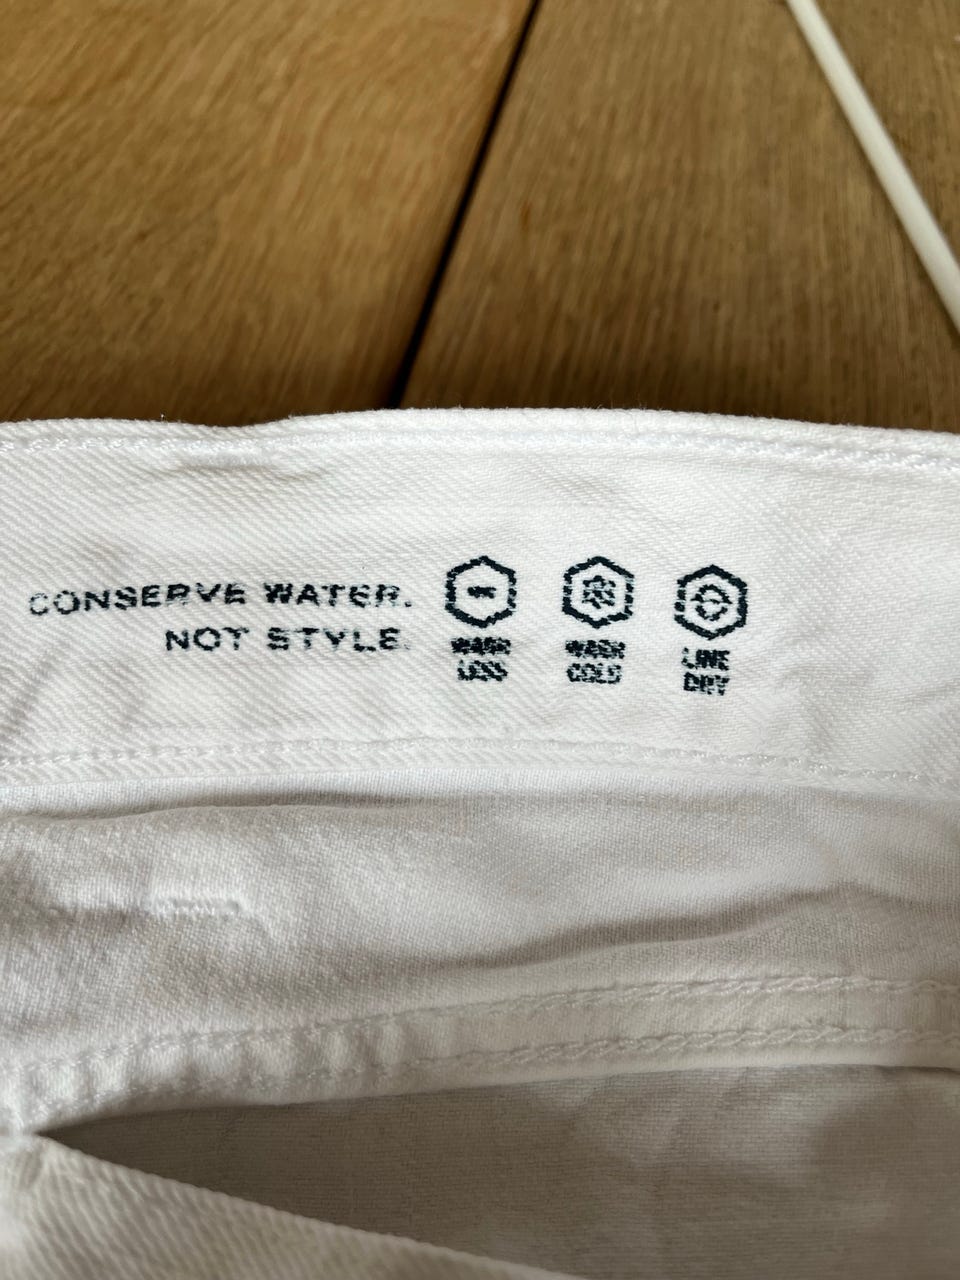 CONSERVE WATER.
NOT STYLE.
WASH
LESS
WASH
COLD
LINE
DRY